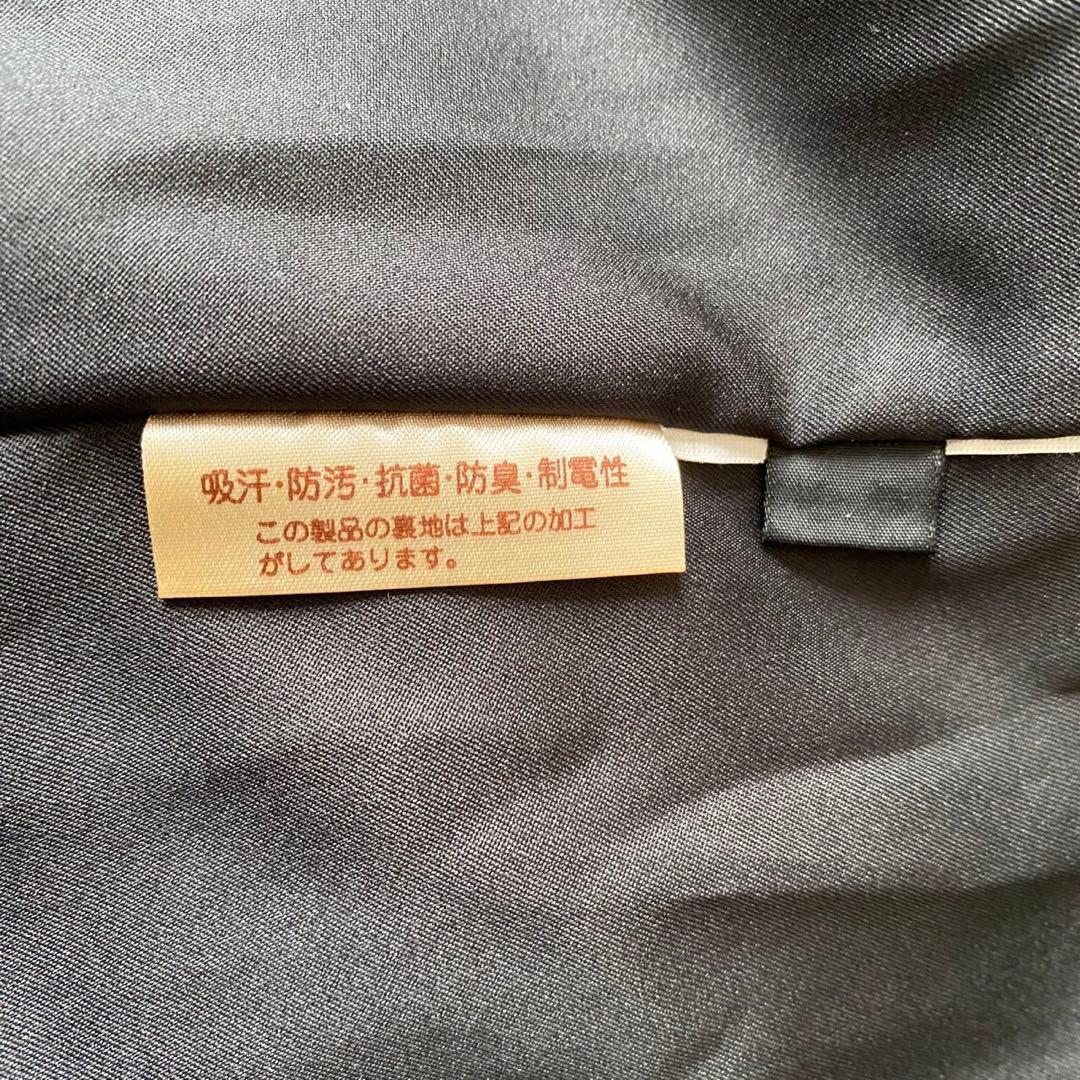 吸汗・防汚・抗菌・防臭・制電性
この製品の裏地は上記の加工
がしてあります。